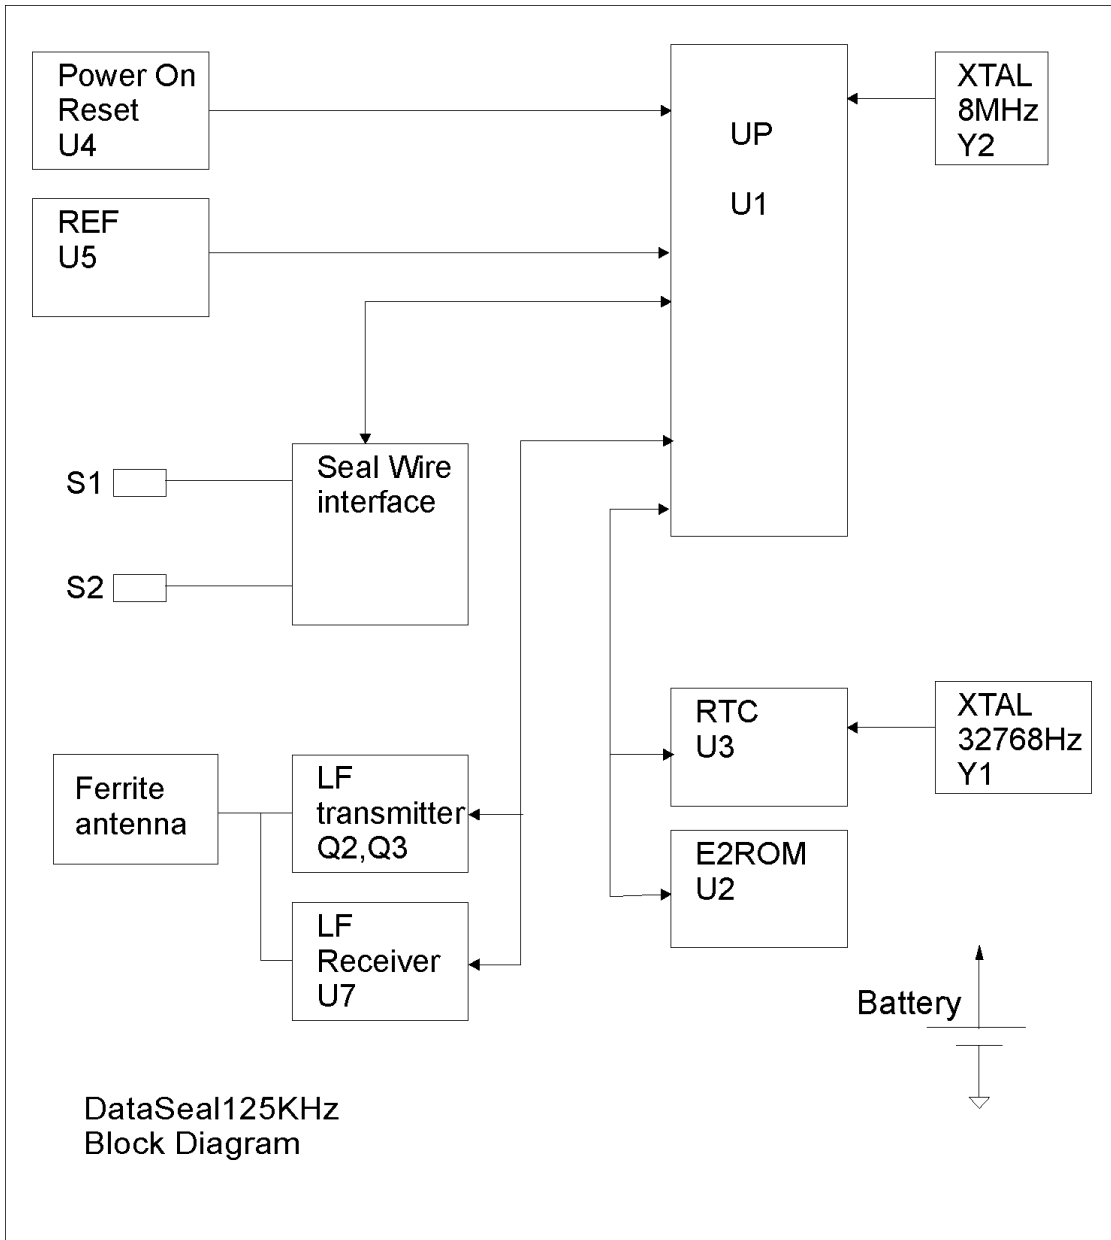 Power On
Reset
U4
UP
U1
XTAL
8MHz
Y2
REF
U5
S1
S2
Seal Wire
interface
RTC
U3
XTAL
32768Hz
Y1
Ferrite
antenna
LF
transmitter
Q2,Q3
E2ROM
U2
LF
Receiver
U7
Battery
DataSeal125KHz
Block Diagram